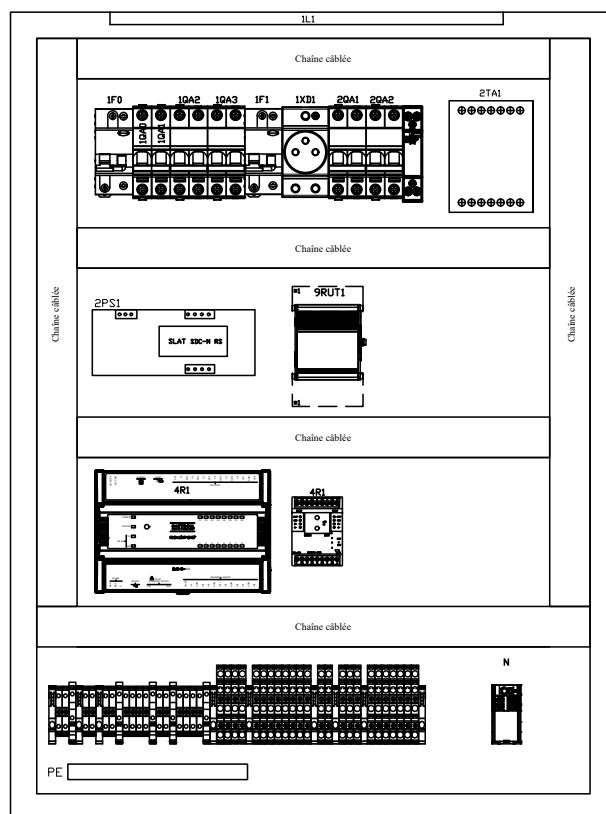 1L1
Chaîne câblée
1F0 1QA2 1QA3 1F1 1XD1 2QA1 2QA2 2TA1
1QA0
1QA1
Chaîne câblée
Chaîne câblée
Chaîne câblée
2PS1
9RUT1
SLAT SDC-M RS
Chaîne câblée
4R1 4R1
Chaîne câblée
N
PE